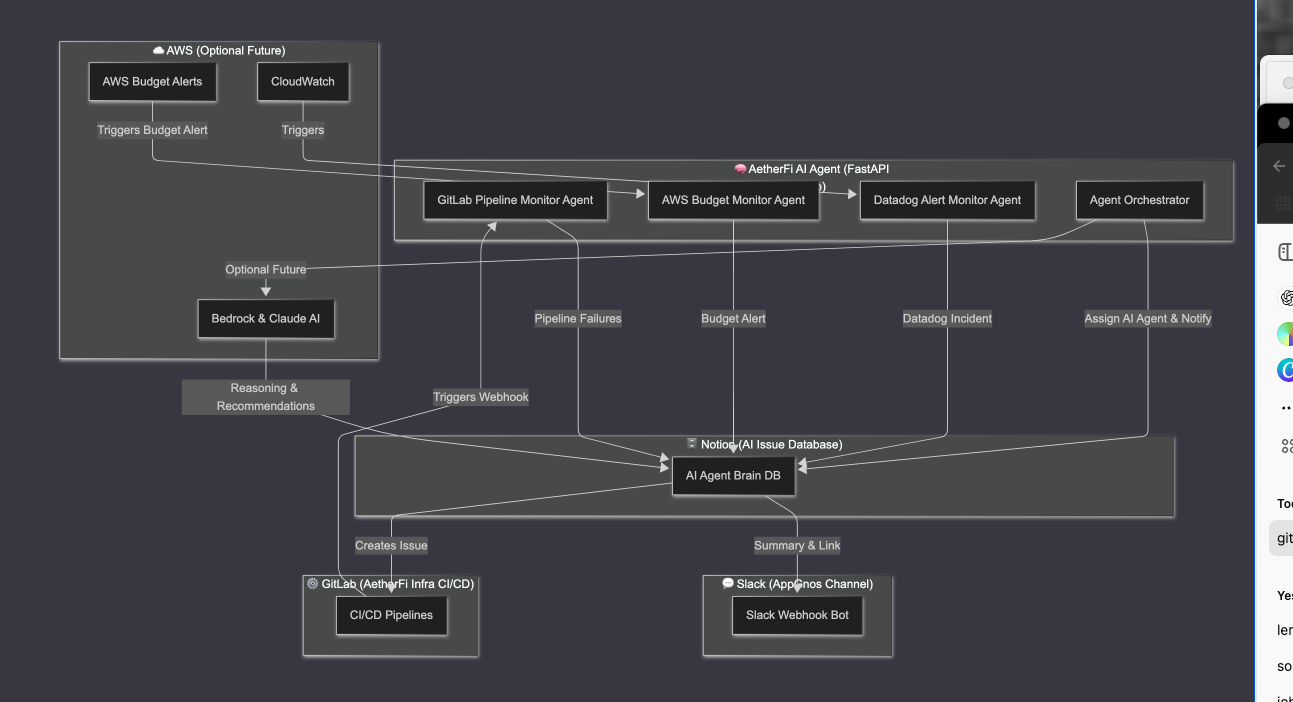 AWS (Optional Future)
AWS Budget Alerts
CloudWatch
Triggers Budget Alert
Triggers
AetherFi AI Agent (FastAPI
))
GitLab Pipeline Monitor Agent
AWS Budget Monitor Agent
Datadog Alert Monitor Agent
Agent Orchestrator
Optional Future
Bedrock & Claude AI
Pipeline Failures
Budget Alert
Datadog Incident
Assign AI Agent & Notify
Reasoning &
Recommendations
Triggers Webhook
Notion (AI Issue Database)
AI Agent Brain DB
Creates Issue
Summary & Link
GitLab (AetherFi Infra CI/CD)
Slack (AppGnos Channel)
CI/CD Pipelines
Slack Webhook Bot
git
so